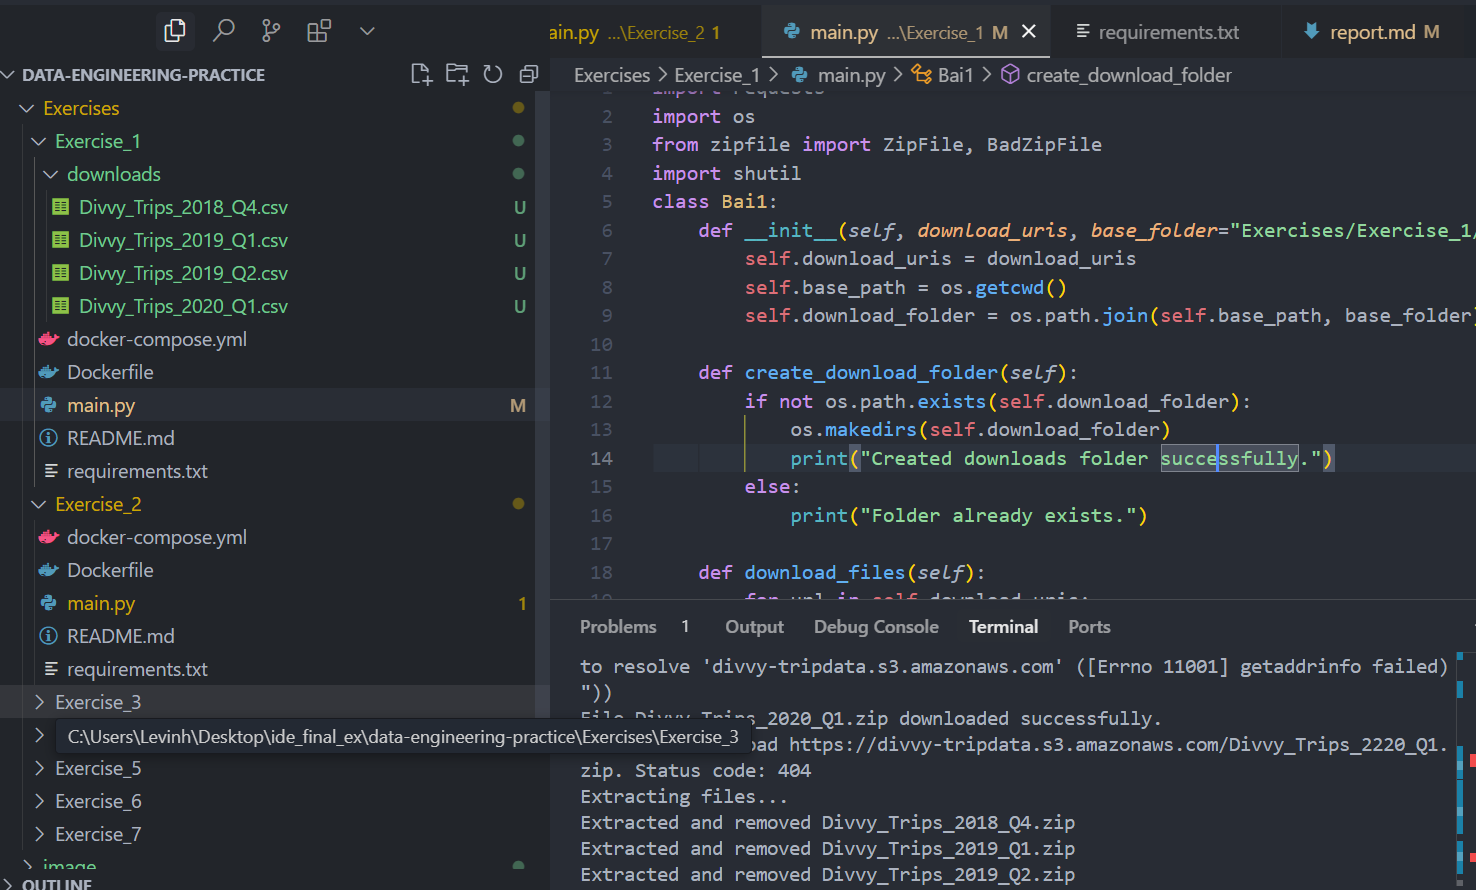 ain.py ...\Exercise_2 1
main.py ...\Exercise_1 M
requirements.txt
report.md M
DATA-ENGINEERING-PRACTICE
Exercises
Exercise_1
downloads
Divvy_Trips_2018_Q4.csv U
Divvy_Trips_2019_Q1.csv U
Divvy_Trips_2019_Q2.csv U
Divvy_Trips_2020_Q1.csv U
docker-compose.yml
Dockerfile
main.py M
README.md
requirements.txt
Exercise_2
docker-compose.yml
Dockerfile
main.py 1
README.md
requirements.txt
Exercise_3
C:\Users\Levinh\Desktop\ide_final_ex\data-engineering-practice\Exercises\Exercise_3
Exercise_5
Exercise_6
Exercise_7
image
OUTLINE
Exercises > Exercise_1 > main.py > Bai1 > create_download_folder
1 import requests
2 import os
3 from zipfile import ZipFile, BadZipFile
4 import shutil
5 class Bai1:
6 def __init__(self, download_uris, base_folder="Exercises/Exercise_1/
7 self.download_uris = download_uris
8 self.base_path = os.getcwd()
9 self.download_folder = os.path.join(self.base_path, base_folder)
10
11 def create_download_folder(self):
12 if not os.path.exists(self.download_folder):
13 os.makedirs(self.download_folder)
14 print("Created downloads folder successfully.")
15 else:
16 print("Folder already exists.")
17
18 def download_files(self):
19 for url in self.download_uris:
Problems 1 Output Debug Console Terminal Ports
to resolve 'divvy-tripdata.s3.amazonaws.com' ([Errno 11001] getaddrinfo failed)
"))
File Divvy_Trips_2020_Q1.zip downloaded successfully.
oad https://divvy-tripdata.s3.amazonaws.com/Divvy_Trips_2220_Q1.
zip. Status code: 404
Extracting files...
Extracted and removed Divvy_Trips_2018_Q4.zip
Extracted and removed Divvy_Trips_2019_Q1.zip
Extracted and removed Divvy_Trips_2019_Q2.zip